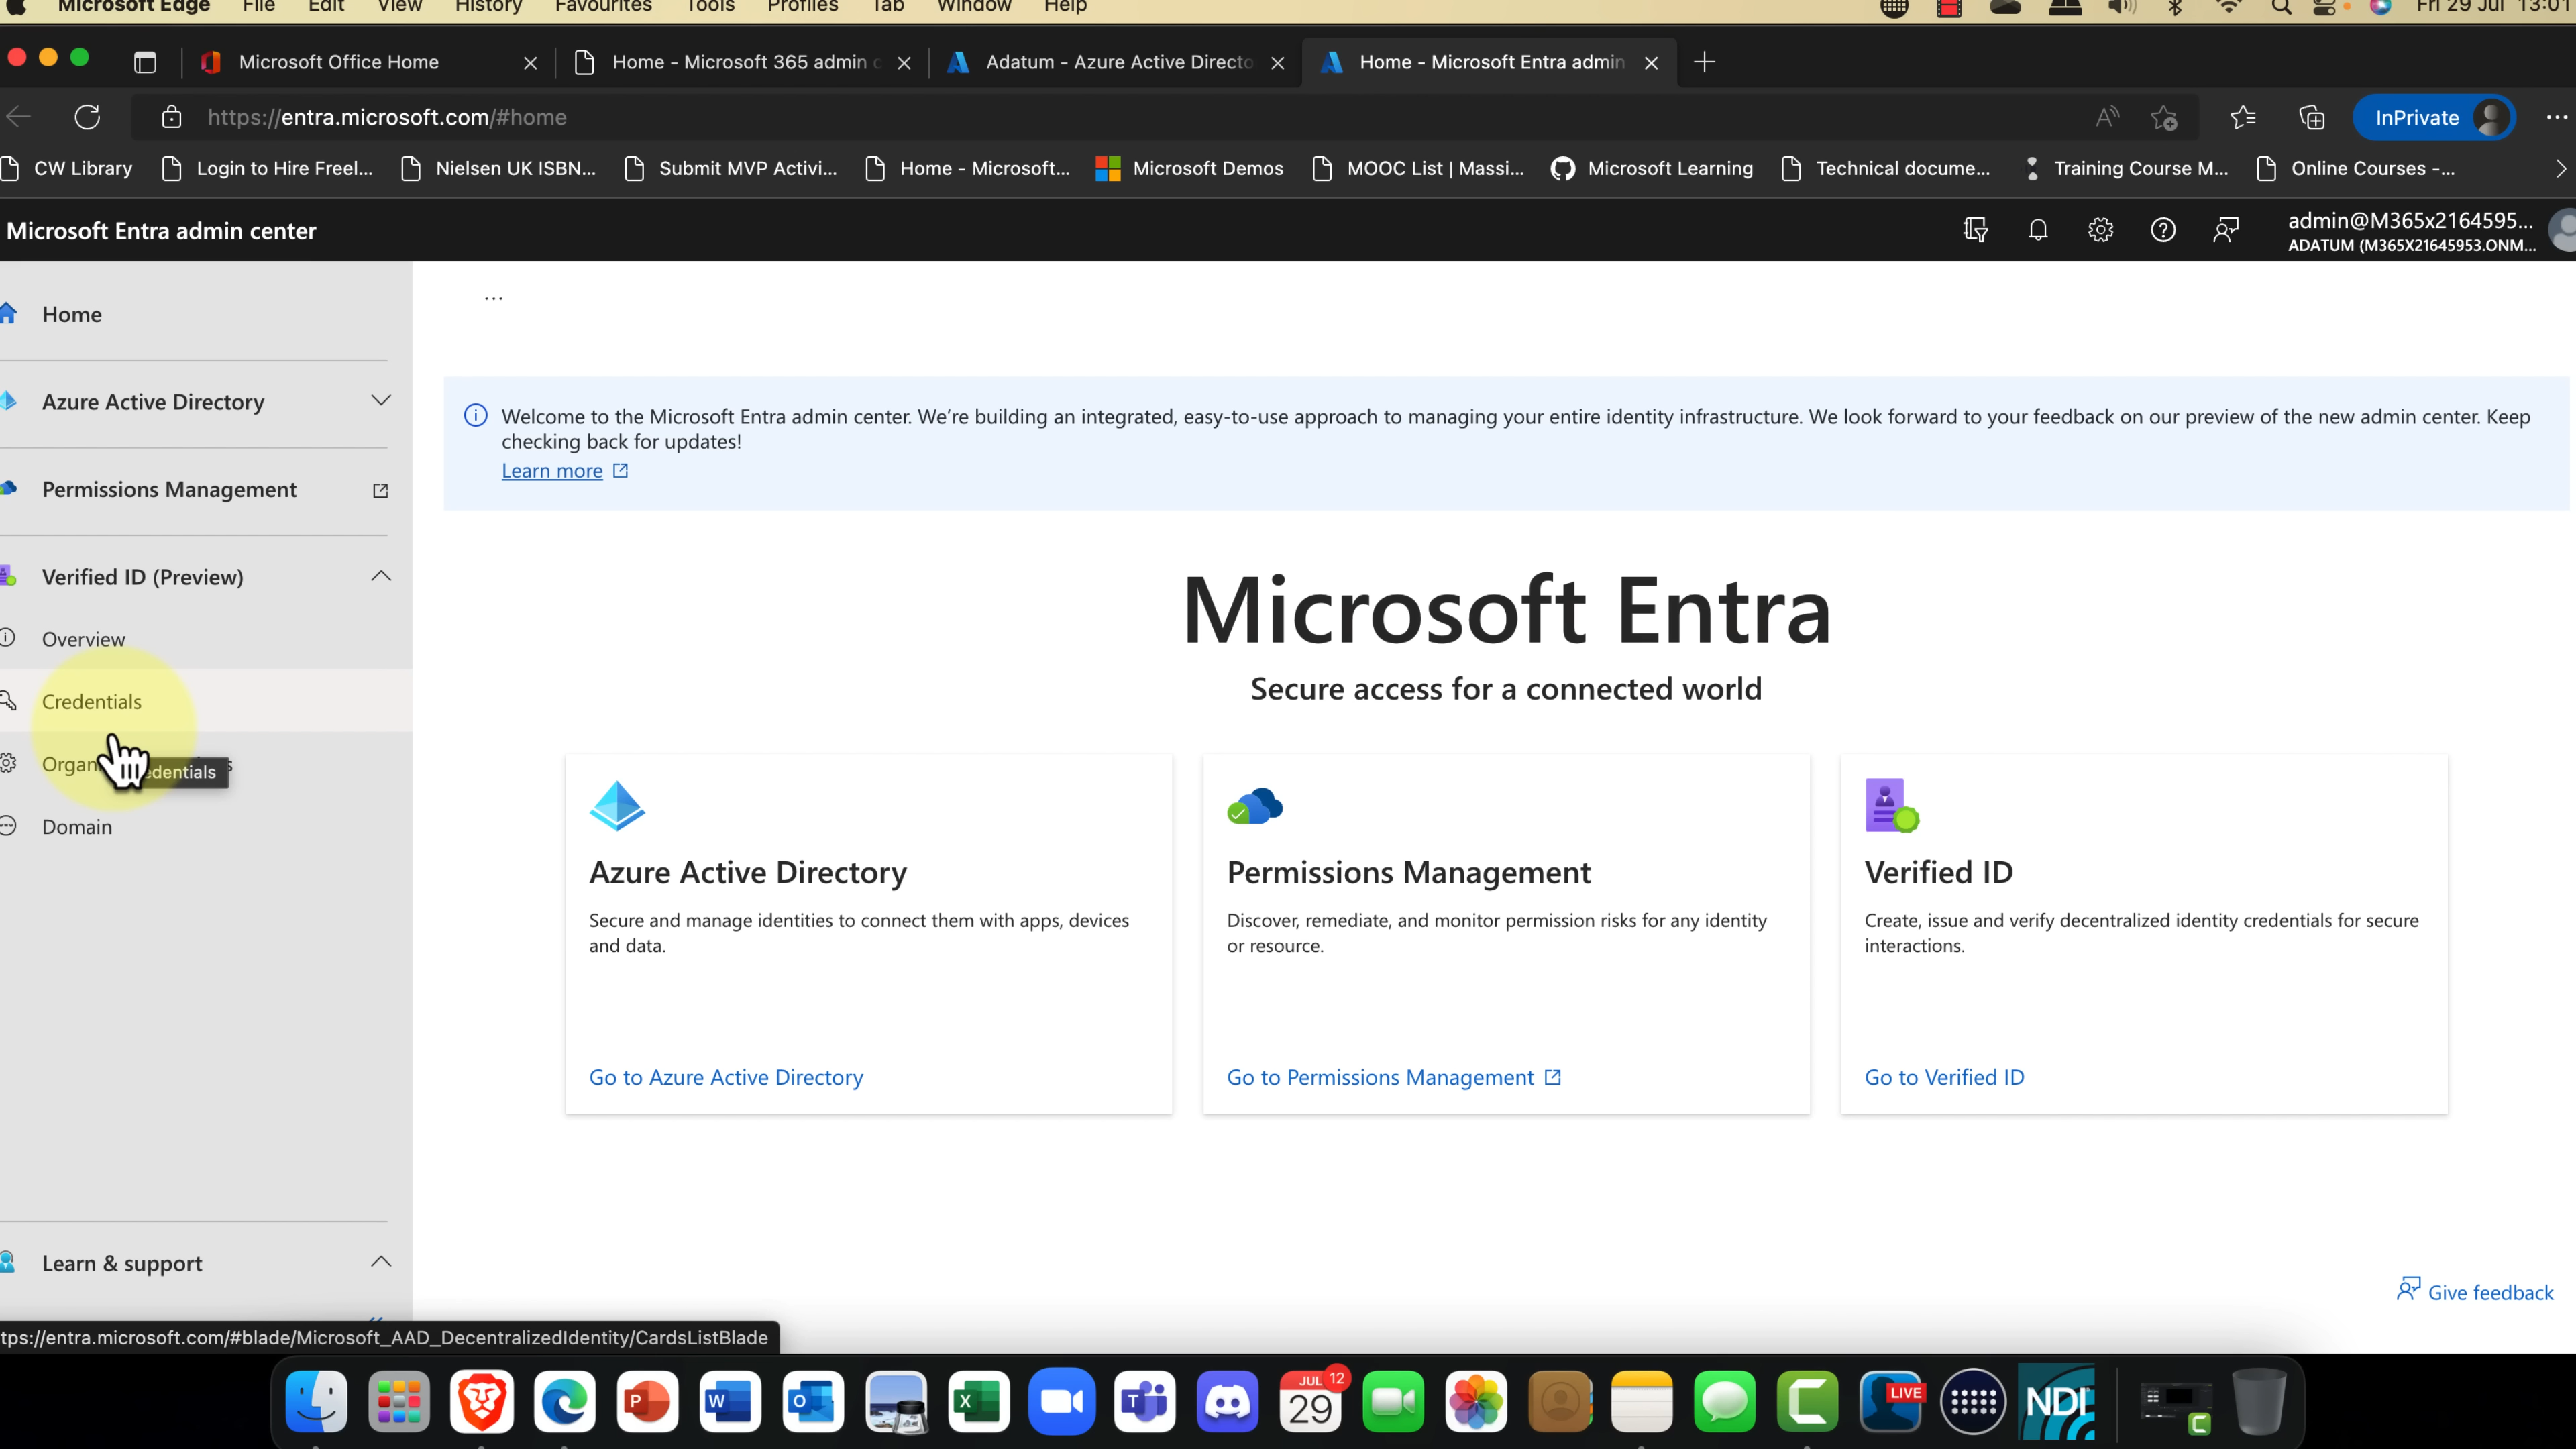 Microsoft Edge File Edit View History Favourites Tools Profiles Tab Window Help Fri 29 Jul 13:01
Microsoft Office Home
Home - Microsoft 365 admin c
Adatum - Azure Active Directo
Home - Microsoft Entra admin
https://entra.microsoft.com/#home
InPrivate
CW Library
Login to Hire Freel...
Nielsen UK ISBN...
Submit MVP Activi...
Home - Microsoft...
Microsoft Demos
MOOC List | Massi...
Microsoft Learning
Technical docume...
Training Course M...
Online Courses -...
Microsoft Entra admin center
admin@M365x2164595...
ADATUM (M365X21645953.ONM...
Home
Azure Active Directory
Permissions Management
Verified ID (Preview)
Overview
Credentials
Organ
edentials
Domain
Learn & support
...
Welcome to the Microsoft Entra admin center. We're building an integrated, easy-to-use approach to managing your entire identity infrastructure. We look forward to your feedback on our preview of the new admin center. Keep
checking back for updates!
Learn more
Microsoft Entra
Secure access for a connected world
Azure Active Directory
Secure and manage identities to connect them with apps, devices
and data.
Go to Azure Active Directory
Permissions Management
Discover, remediate, and monitor permission risks for any identity
or resource.
Go to Permissions Management
Verified ID
Create, issue and verify decentralized identity credentials for secure
interactions.
Go to Verified ID
Give feedback
tps://entra.microsoft.com/#blade/Microsoft_AAD_DecentralizedIdentity/CardsListBlade
JUL 12
29
LIVE
NDI